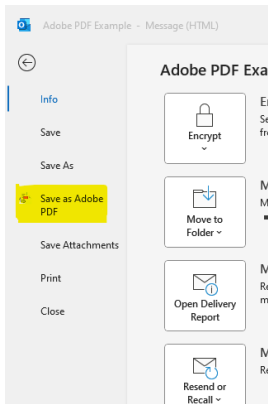 Adobe PDF Example - Message (HTML)
Info
Save
Save As
Save as Adobe
PDF
Save Attachments
Print
Close
Adobe PDF Exa
Encrypt
Move to
Folder
Open Delivery
Report
Resend or
Recall